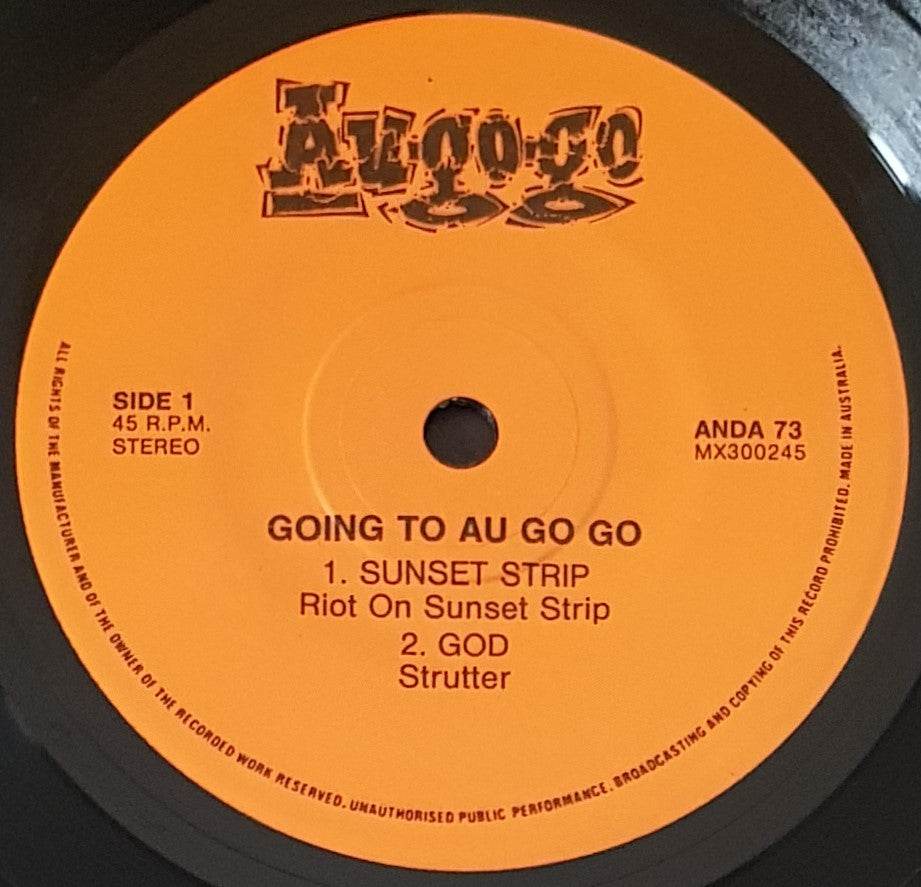 Au·go·go
SIDE 1
45 R.P.M.
STEREO
ANDA 73
MX300245
GOING TO AU GO GO
1. SUNSET STRIP
Riot On Sunset Strip
2. GOD
Strutter
ALL RIGHTS OF THE MANUFACTURER AND OF THE OWNER OF THE RECORDED WORK RESERVED. UNAUTHORISED PUBLIC PERFORMANCE. BROADCASTING AND COPYING OF THIS RECORD PROHIBITED. MADE IN AUSTRALIA.